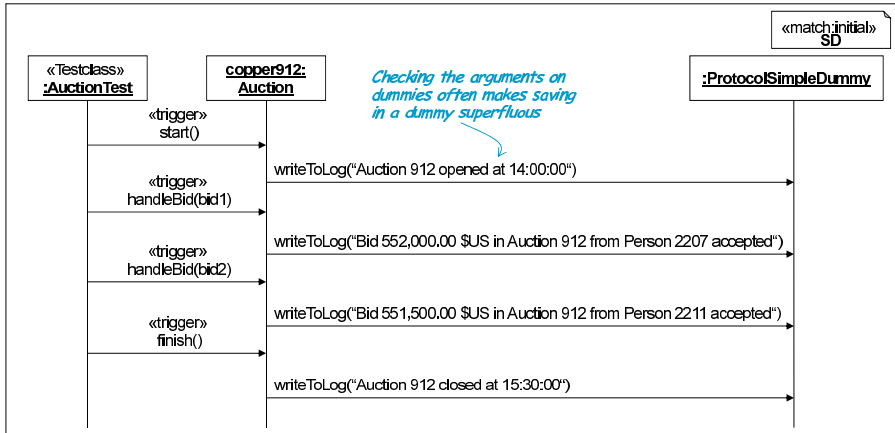 «match:initial»
SD
«Testclass»
:AuctionTest
copper912:
Auction
:ProtocolSimpleDummy
Checking the arguments on
dummies often makes saving
in a dummy superfluous
«trigger»
start()
writeToLog(“Auction 912 opened at 14:00:00“)
«trigger»
handleBid(bid1)
writeToLog(“Bid 552,000.00 $US in Auction 912 from Person 2207 accepted“)
«trigger»
handleBid(bid2)
writeToLog(“Bid 551,500.00 $US in Auction 912 from Person 2211 accepted“)
«trigger»
finish()
writeToLog(“Auction 912 closed at 15:30:00“)